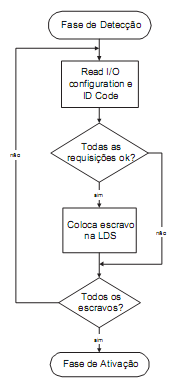 Fase de Detecção
Read I/O
configuration e
ID Code
Todas as
requisições ok?
não
sim
Coloca escravo
na LDS
não
Todos os
escravos?
sim
Fase de Ativação